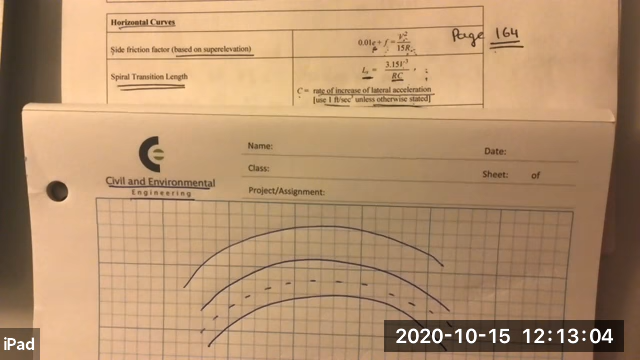 Horizontal Curves
Side friction factor (based on superelevation)
0.01e + f = V²/15R
Page 164
Spiral Transition Length
Ls = 3.15V³/RC
C = rate of increase of lateral acceleration
[use 1 ft/sec³ unless otherwise stated]
Name:
Date:
Class:
Sheet: of
Project/Assignment:
Civil and Environmental
Engineering
iPad
2020-10-15 12:13:04